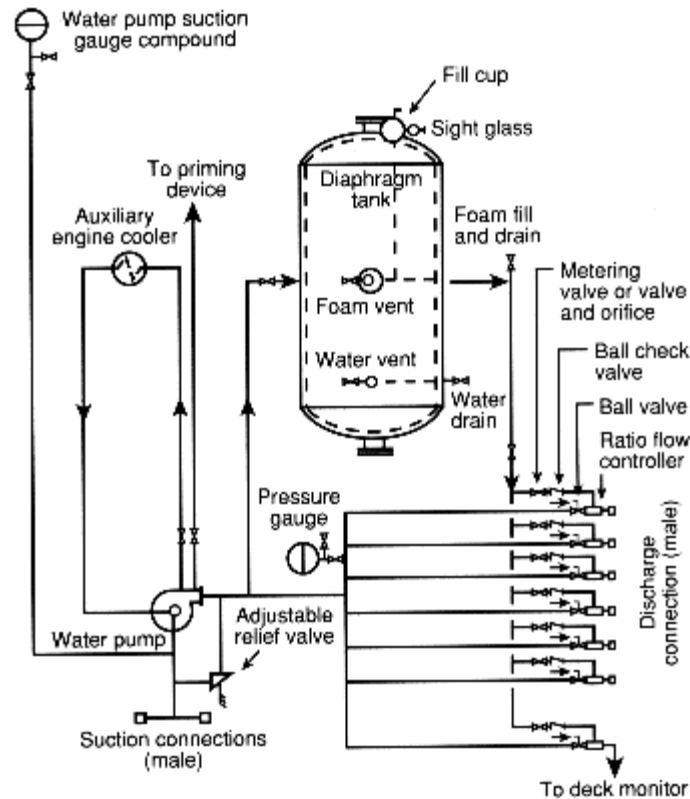 Water pump suction
gauge compound
Fill cup
Sight glass
To priming
device
Diaphragm
tank
Foam fill
and drain
Auxiliary
engine cooler
Metering
valve or valve
and orifice
Foam vent
Ball check
valve
Water vent
Water
drain
Ball valve
Ratio flow
controller
Pressure
gauge
Discharge
connection (male)
Adjustable
relief valve
Water pump
Suction connections
(male)
To deck monitor